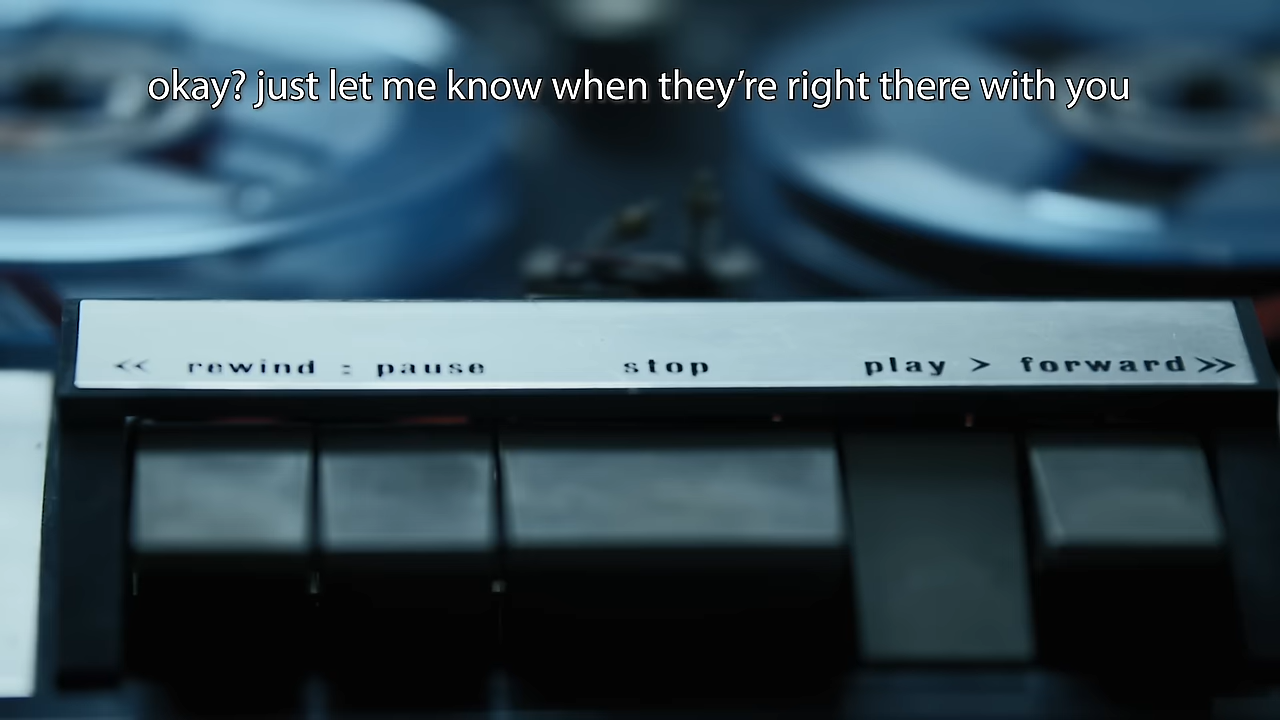 okay? just let me know when they’re right there with you
<< rewind : pause stop play > forward >>